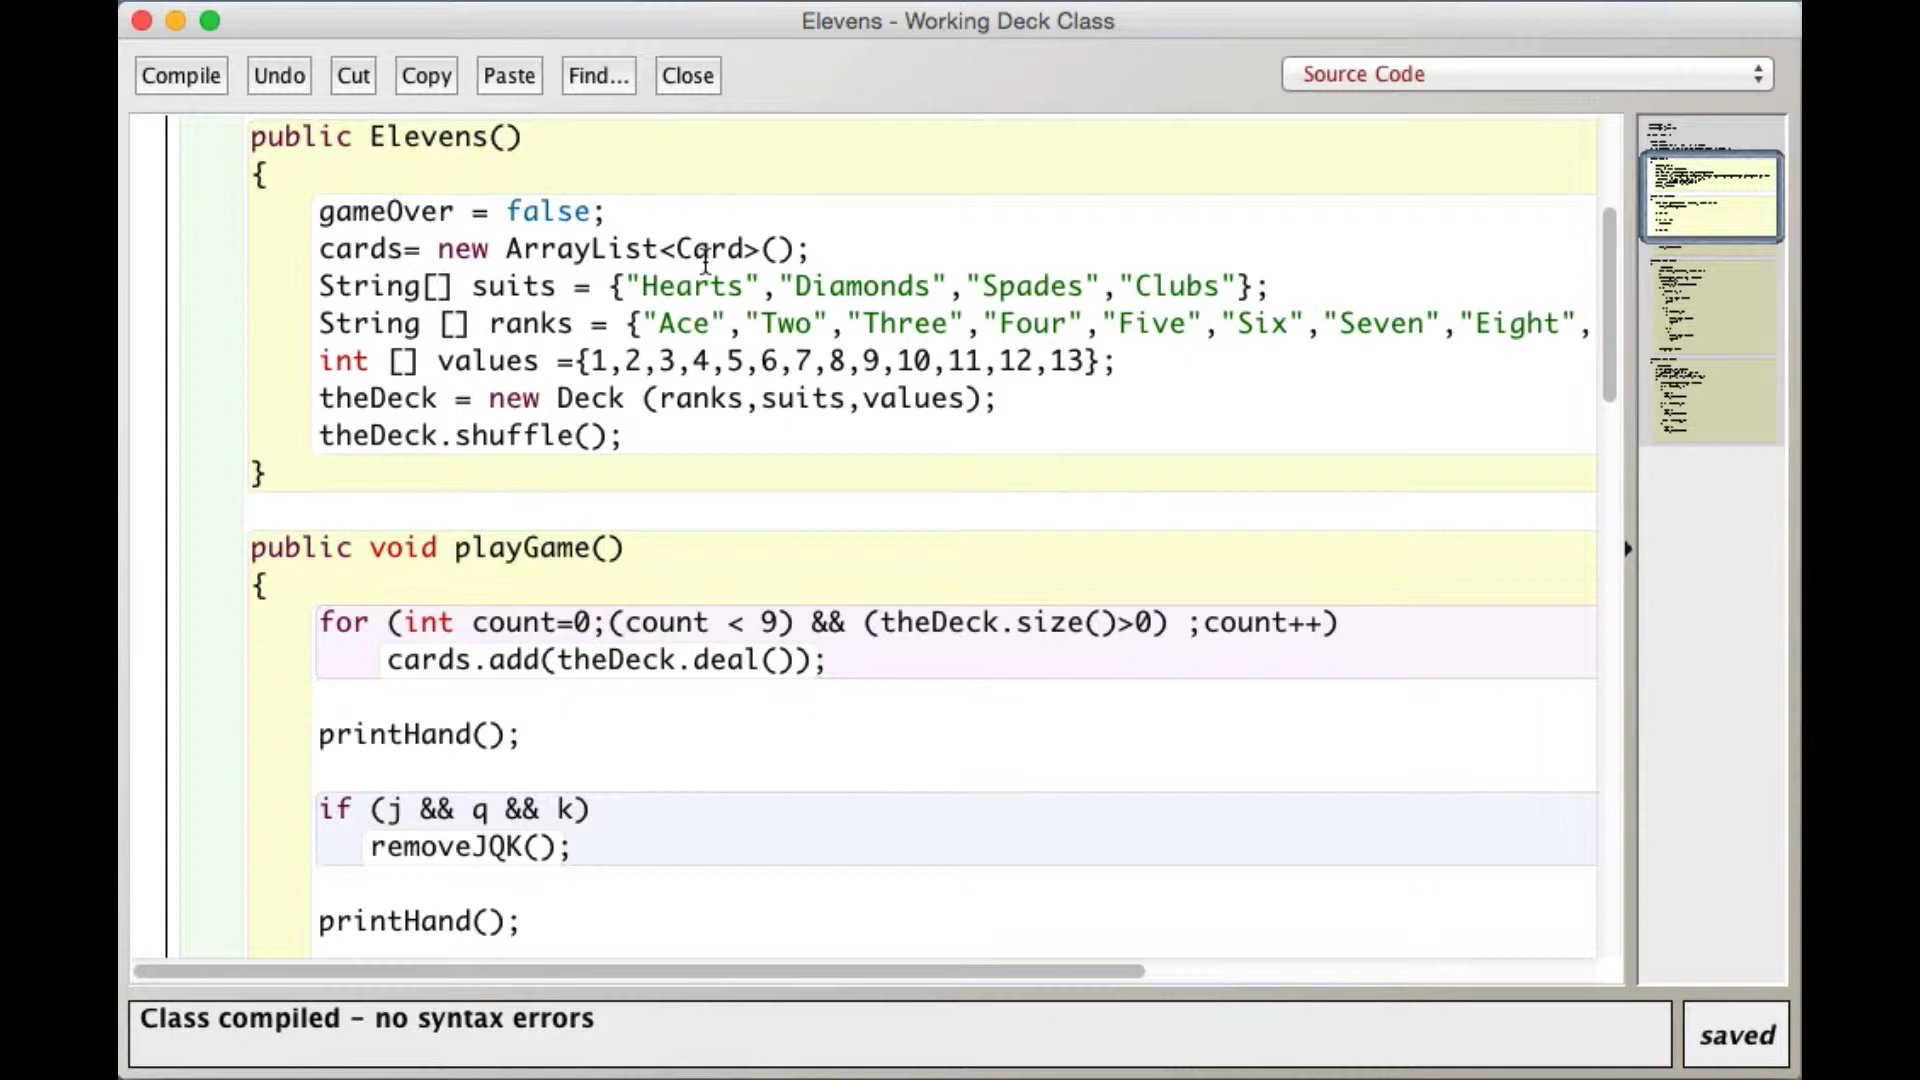 Elevens - Working Deck Class
Compile Undo Cut Copy Paste Find... Close Source Code
public Elevens()
{
gameOver = false;
cards= new ArrayList<Card>();
String[] suits = {"Hearts","Diamonds","Spades","Clubs"};
String [] ranks = {"Ace","Two","Three","Four","Five","Six","Seven","Eight",
int [] values ={1,2,3,4,5,6,7,8,9,10,11,12,13};
theDeck = new Deck (ranks,suits,values);
theDeck.shuffle();
}
public void playGame()
{
for (int count=0;(count < 9) && (theDeck.size()>0) ;count++)
cards.add(theDeck.deal());
printHand();
if (j && q && k)
removeJQK();
printHand();
Class compiled - no syntax errors
saved